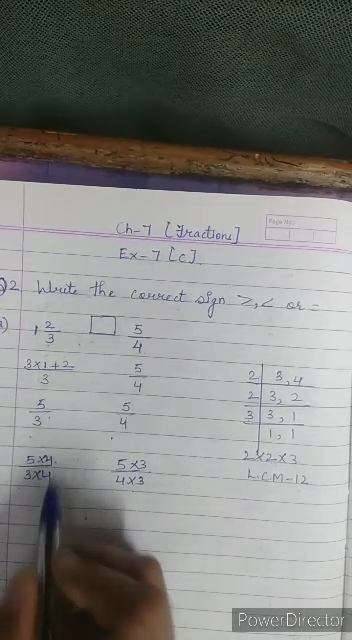 Page No.:
Ch-7 [Fractions]
Ex-7 [C].
Q2 Write the correct sign >, < or =
a) 1 2/3 □ 5/4
3×1+2/3 5/4
5/3 5/4
5×4/3×4 5×3/4×3
2 | 3, 4
2 | 3, 2
3 | 3, 1
1, 1
2×2×3
L.C.M-12
PowerDirector